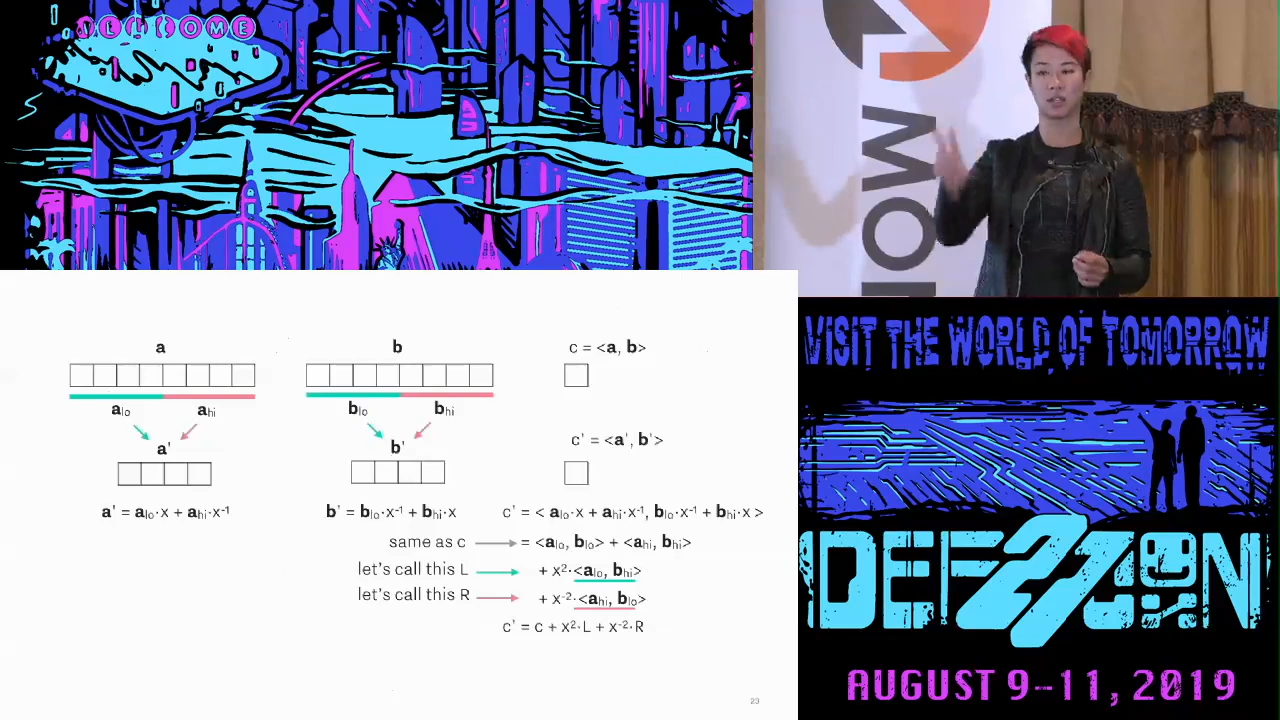 WELCOME
MO
a
b
c = <a, b>
a_lo
a_hi
b_lo
b_hi
a'
b'
c' = <a', b'>
a' = a_lo·x + a_hi·x⁻¹
b' = b_lo·x⁻¹ + b_hi·x
c' = < a_lo·x + a_hi·x⁻¹, b_lo·x⁻¹ + b_hi·x >
same as c
= <a_lo, b_lo> + <a_hi, b_hi>
let's call this L
+ x²·<a_lo, b_hi>
let's call this R
+ x⁻²·<a_hi, b_lo>
c' = c + x²·L + x⁻²·R
23
VISIT THE WORLD OF TOMORROW
DEF CON
27
AUGUST 9-11, 2019